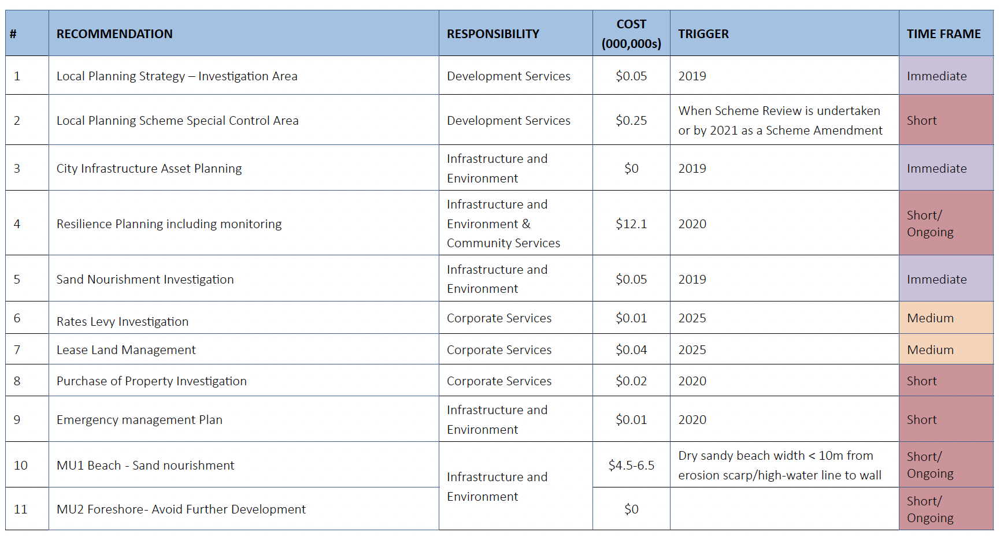 # RECOMMENDATION RESPONSIBILITY COST (000,000s) TRIGGER TIME FRAME
1 Local Planning Strategy – Investigation Area Development Services $0.05 2019 Immediate
2 Local Planning Scheme Special Control Area Development Services $0.25 When Scheme Review is undertaken
or by 2021 as a Scheme Amendment Short
3 City Infrastructure Asset Planning Infrastructure and
Environment $0 2019 Immediate
4 Resilience Planning including monitoring Infrastructure and
Environment &
Community Services $12.1 2020 Short/
Ongoing
5 Sand Nourishment Investigation Infrastructure and
Environment $0.05 2019 Immediate
6 Rates Levy Investigation Corporate Services $0.01 2025 Medium
7 Lease Land Management Corporate Services $0.04 2025 Medium
8 Purchase of Property Investigation Corporate Services $0.02 2020 Short
9 Emergency management Plan Infrastructure and
Environment $0.01 2020 Short
10 MU1 Beach - Sand nourishment Infrastructure and
Environment $4.5-6.5 Dry sandy beach width < 10m from
erosion scarp/high-water line to wall Short/
Ongoing
11 MU2 Foreshore- Avoid Further Development $0 Short/
Ongoing